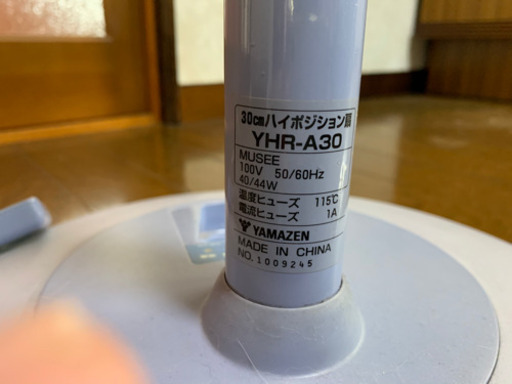 30cmハイポジション扇
YHR-A30
MUSEE
100V 50/60Hz
40/44W
温度ヒューズ 115℃
電流ヒューズ 1A
YAMAZEN
MADE IN CHINA
NO. 1009245